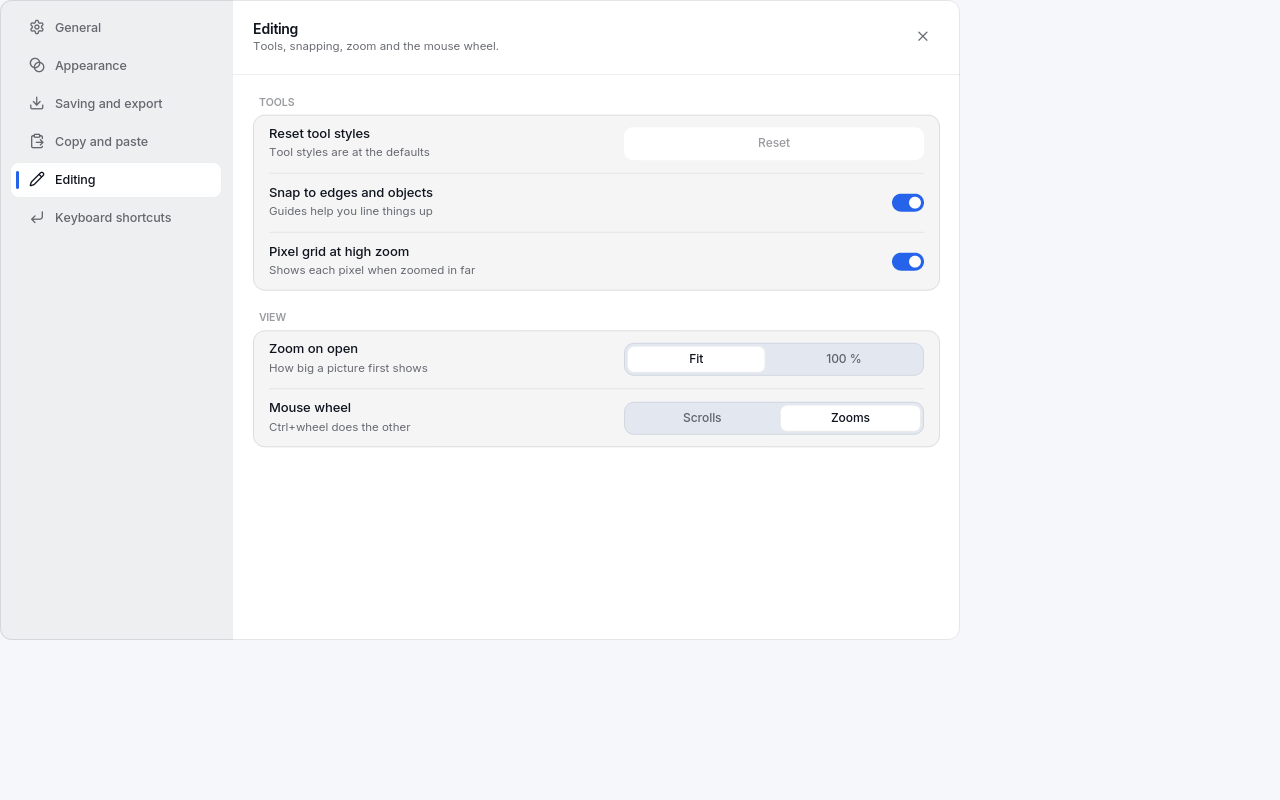 General
Appearance
Saving and export
Copy and paste
Editing
Keyboard shortcuts
Editing
Tools, snapping, zoom and the mouse wheel.
TOOLS
Reset tool styles
Tool styles are at the defaults
Reset
Snap to edges and objects
Guides help you line things up
Pixel grid at high zoom
Shows each pixel when zoomed in far
VIEW
Zoom on open
How big a picture first shows
Fit
100 %
Mouse wheel
Ctrl+wheel does the other
Scrolls
Zooms